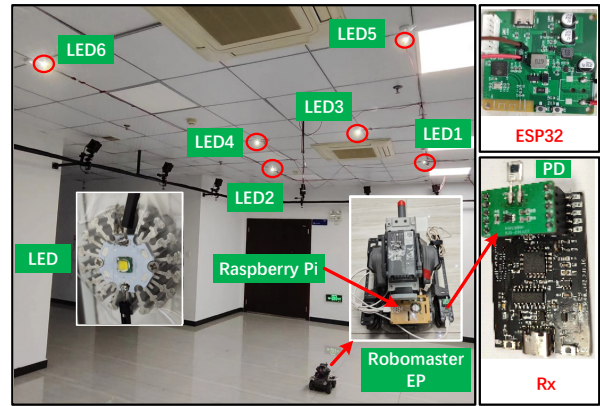 LED6
LED5
LED3
LED4
LED1
LED2
LED
Raspberry Pi
Robomaster
EP
ESP32
PD
Rx